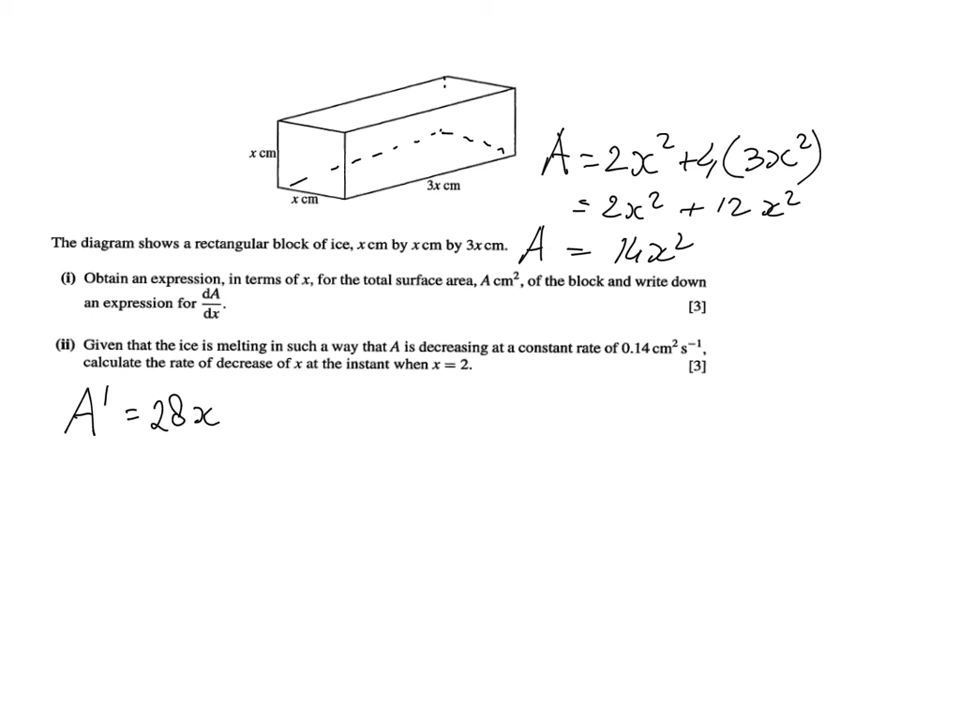 x cm
x cm
3x cm
A = 2x² + 4(3x²)
= 2x² + 12x²
A = 14x²
The diagram shows a rectangular block of ice, x cm by x cm by 3x cm.
(i) Obtain an expression, in terms of x, for the total surface area, A cm², of the block and write down
an expression for dA/dx. [3]
(ii) Given that the ice is melting in such a way that A is decreasing at a constant rate of 0.14 cm² s⁻¹,
calculate the rate of decrease of x at the instant when x = 2. [3]
A' = 28x